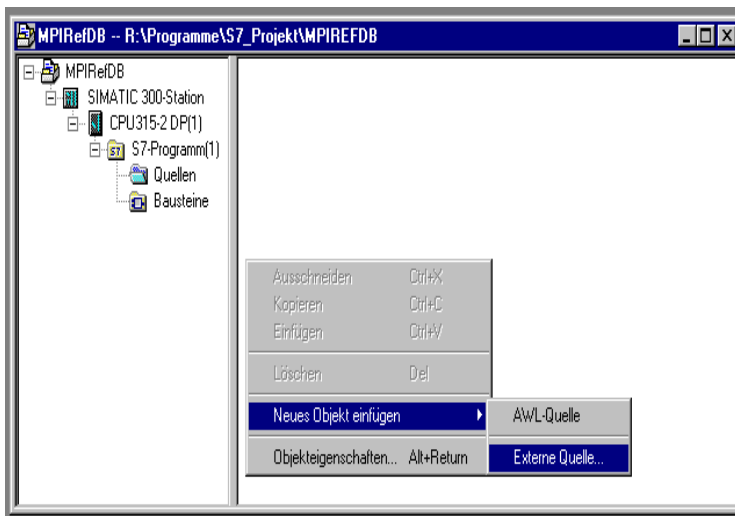 MPIRefDB -- R:\Programme\S7_Projekt\MPIREFDB
MPIRefDB
SIMATIC 300-Station
CPU315-2 DP(1)
S7-Programm(1)
Quellen
Bausteine
Ausschneiden Ctrl+X
Kopieren Ctrl+C
Einfügen Ctrl+V
Löschen Del
Neues Objekt einfügen
AWL-Quelle
Objekteigenschaften... Alt+Return
Externe Quelle...